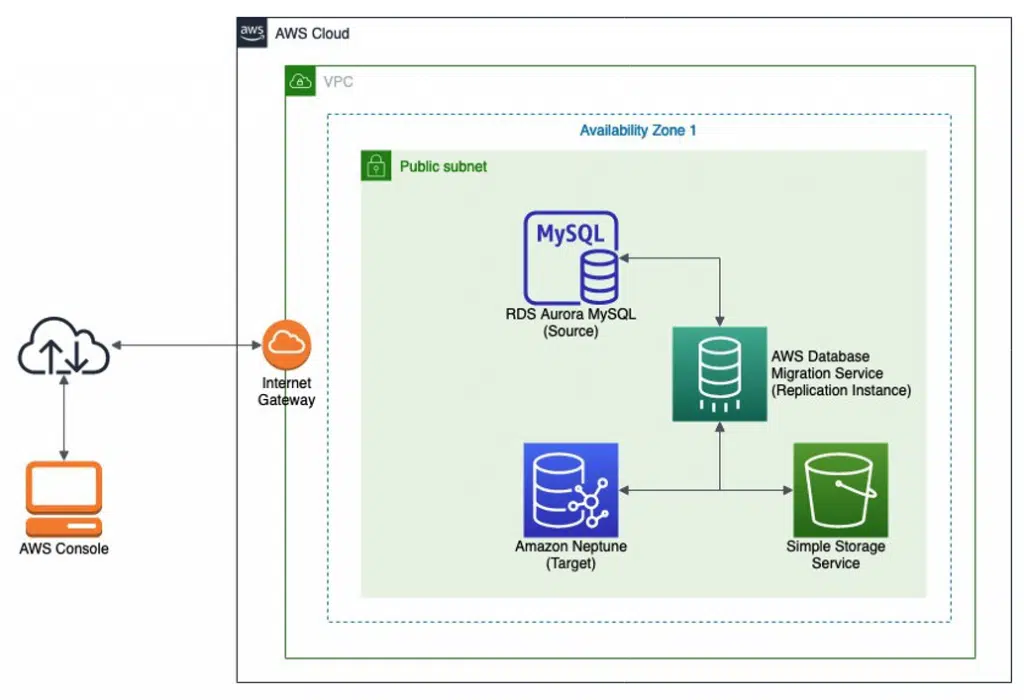 aws
AWS Cloud
VPC
Availability Zone 1
Public subnet
MySQL
RDS Aurora MySQL
(Source)
AWS Database
Migration Service
(Replication Instance)
Internet
Gateway
Amazon Neptune
(Target)
Simple Storage
Service
AWS Console